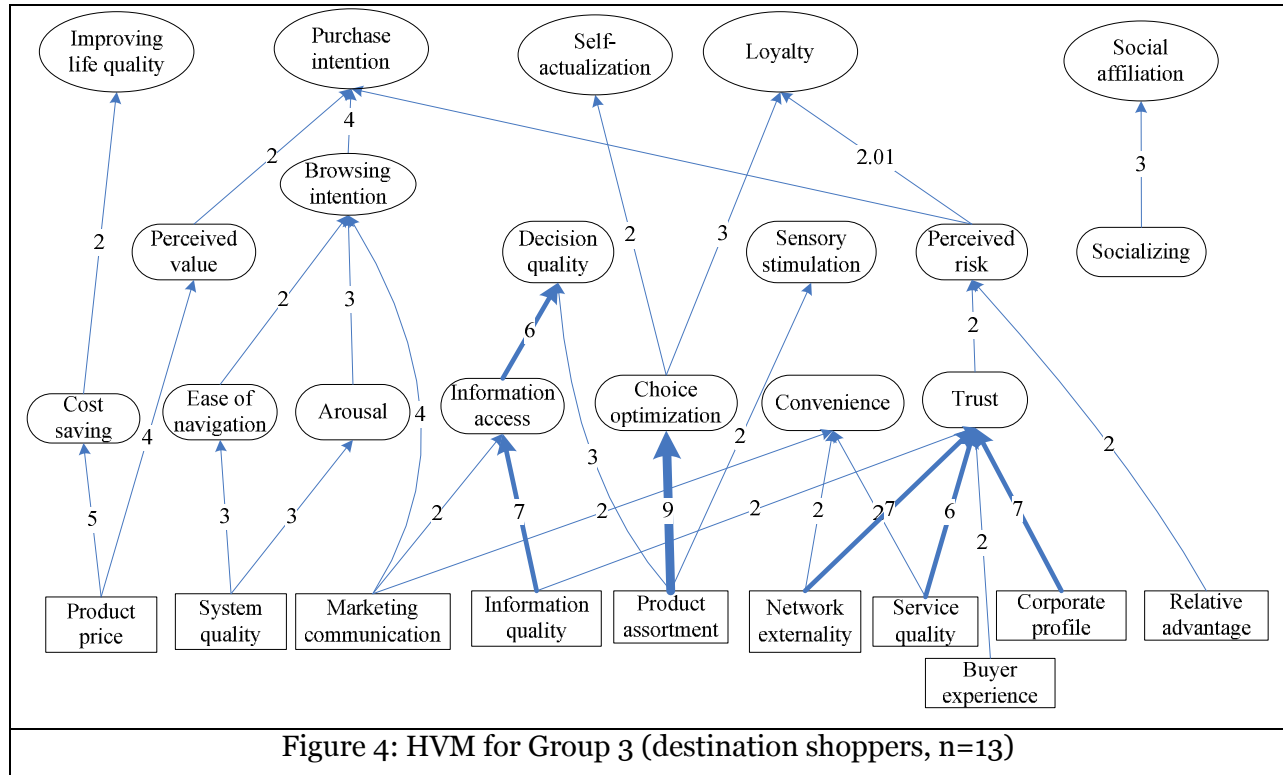 Improving
life quality
Purchase
intention
Self-
actualization
Loyalty
Social
affiliation
4
2
2.01
3
Browsing
intention
2
Perceived
value
Decision
quality
2
3
Sensory
stimulation
Perceived
risk
Socializing
2
3
6
2
Cost
saving
Ease of
navigation
Arousal
Information
access
Choice
optimization
Convenience
Trust
4
4
3
2
2
5
3
3
2
7
2
9
2
2
2
7
6
7
2
Product
price
System
quality
Marketing
communication
Information
quality
Product
assortment
Network
externality
Service
quality
Corporate
profile
Relative
advantage
Buyer
experience
Figure 4: HVM for Group 3 (destination shoppers, n=13)